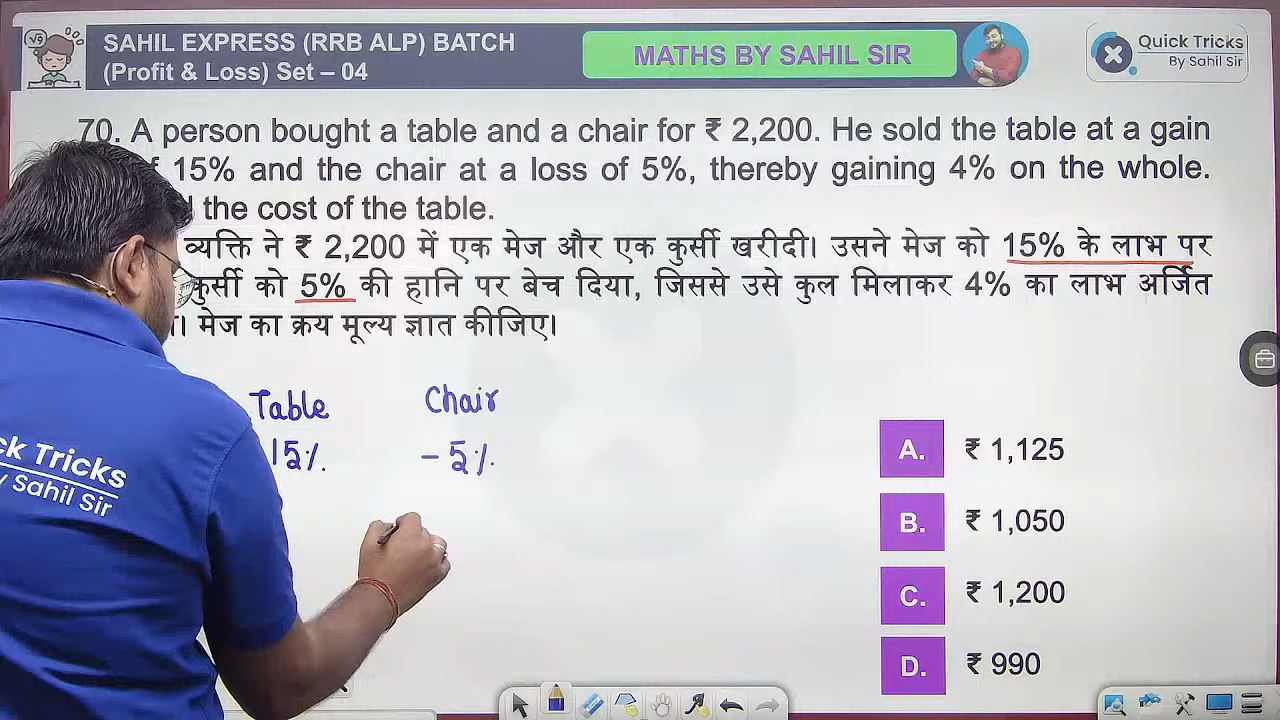 SAHIL EXPRESS (RRB ALP) BATCH
(Profit & Loss) Set – 04
MATHS BY SAHIL SIR
Quick Tricks
By Sahil Sir
70. A person bought a table and a chair for ₹ 2,200. He sold the table at a gain
15% and the chair at a loss of 5%, thereby gaining 4% on the whole.
the cost of the table.
व्यक्ति ने ₹ 2,200 में एक मेज और एक कुर्सी खरीदी। उसने मेज को 15% के लाभ पर
कुर्सी को 5% की हानि पर बेच दिया, जिससे उसे कुल मिलाकर 4% का लाभ अर्जित
मेज का क्रय मूल्य ज्ञात कीजिए।
Table Chair
15% – 5%
A. ₹ 1,125
B. ₹ 1,050
C. ₹ 1,200
D. ₹ 990
Tricks
Sahil Sir